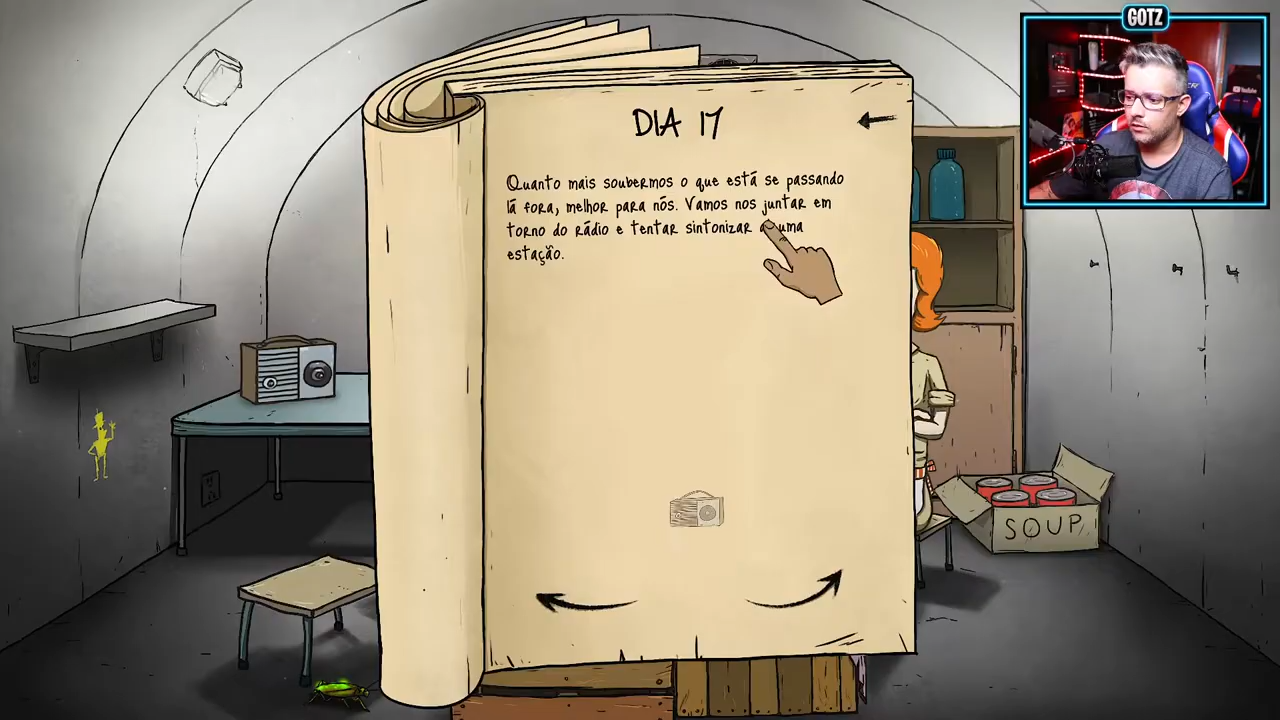 GOTZ
DIA 17
Quanto mais soubermos o que está se passando
lá fora, melhor para nós. Vamos nos juntar em
torno do rádio e tentar sintonizar uma
estação.
SOUP